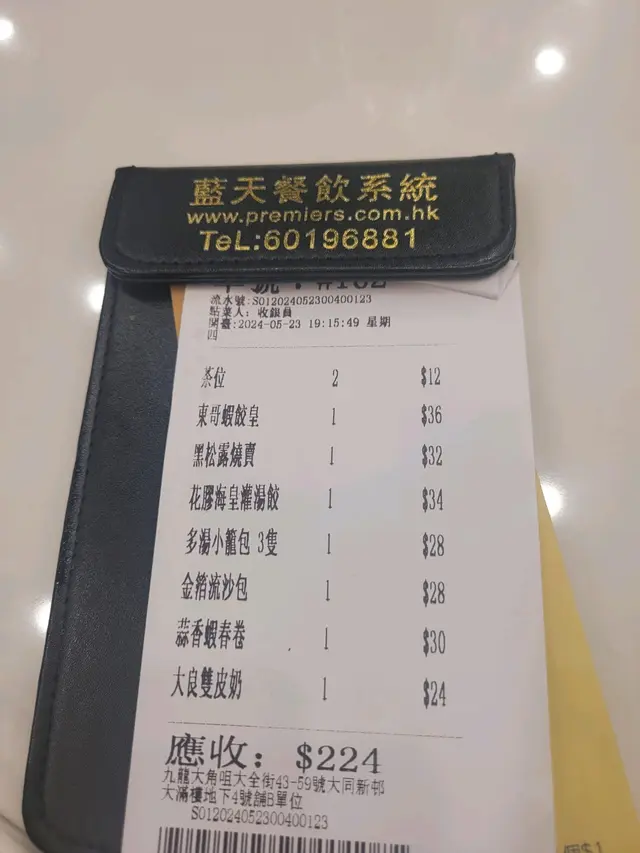 藍天餐飲系統
www.premiers.com.hk
TeL:60196881
流水號:S012024052300400123
點菜人: 收銀員
開臺:2024-05-23 19:15:49 星期
四
茶位 2 $12
東哥蝦餃皇 1 $36
黑松露燒賣 1 $32
花膠海皇灌湯餃 1 $34
多湯小籠包 3隻 1 $28
金箔流沙包 1 $28
蒜香蝦春卷 1 $30
大良雙皮奶 1 $24
應收: $224
九龍大角咀大全街43-59號大同新邨
大滿樓地下4號舖B單位
S012024052300400123